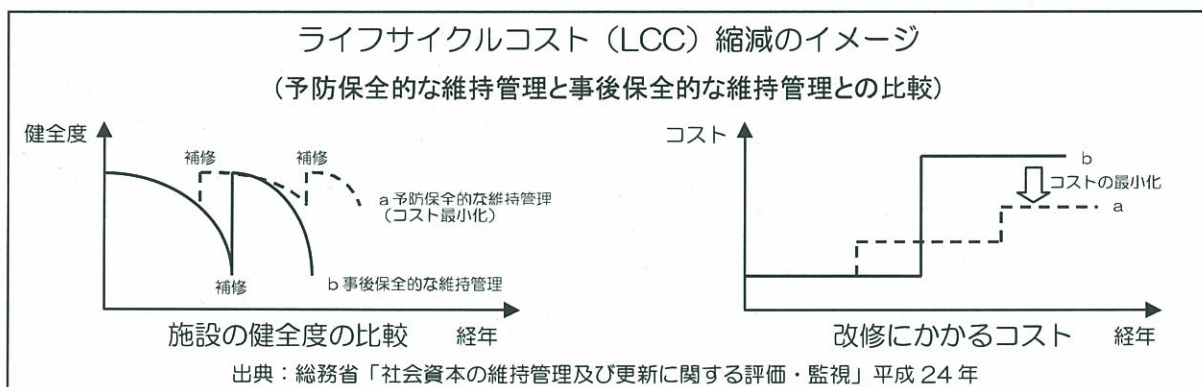 ライフサイクルコスト（LCC）縮減のイメージ
（予防保全的な維持管理と事後保全的な維持管理との比較）
健全度
補修
補修
a 予防保全的な維持管理
（コスト最小化）
補修
b 事後保全的な維持管理
施設の健全度の比較
経年
コスト
b
コストの最小化
a
改修にかかるコスト
経年
出典：総務省「社会資本の維持管理及び更新に関する評価・監視」平成 24 年